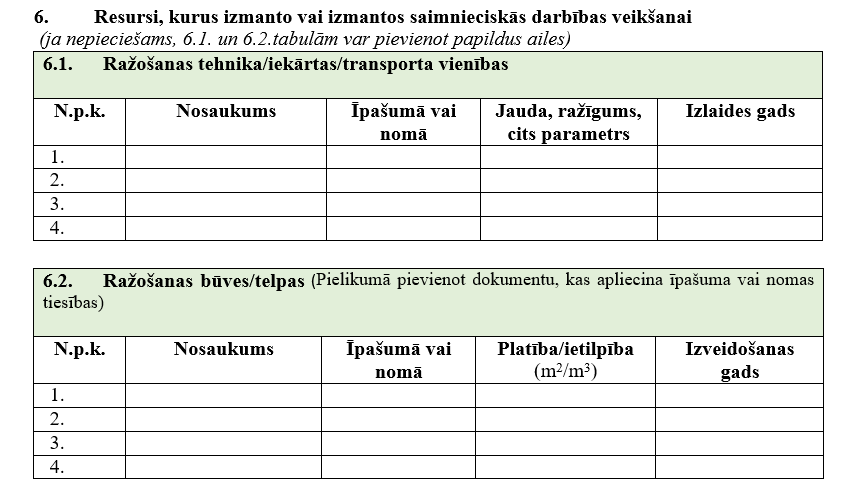 6. Resursi, kurus izmanto vai izmantos saimnieciskās darbības veikšanai
(ja nepieciešams, 6.1. un 6.2.tabulām var pievienot papildus ailes)
6.1. Ražošanas tehnika/iekārtas/transporta vienības
N.p.k. Nosaukums Īpašumā vai nomā Jauda, ražīgums, cits parametrs Izlaides gads
1.
2.
3.
4.
6.2. Ražošanas būves/telpas (Pielikumā pievienot dokumentu, kas apliecina īpašuma vai nomas
tiesības)
N.p.k. Nosaukums Īpašumā vai nomā Platība/ietilpība (m²/m³) Izveidošanas gads
1.
2.
3.
4.